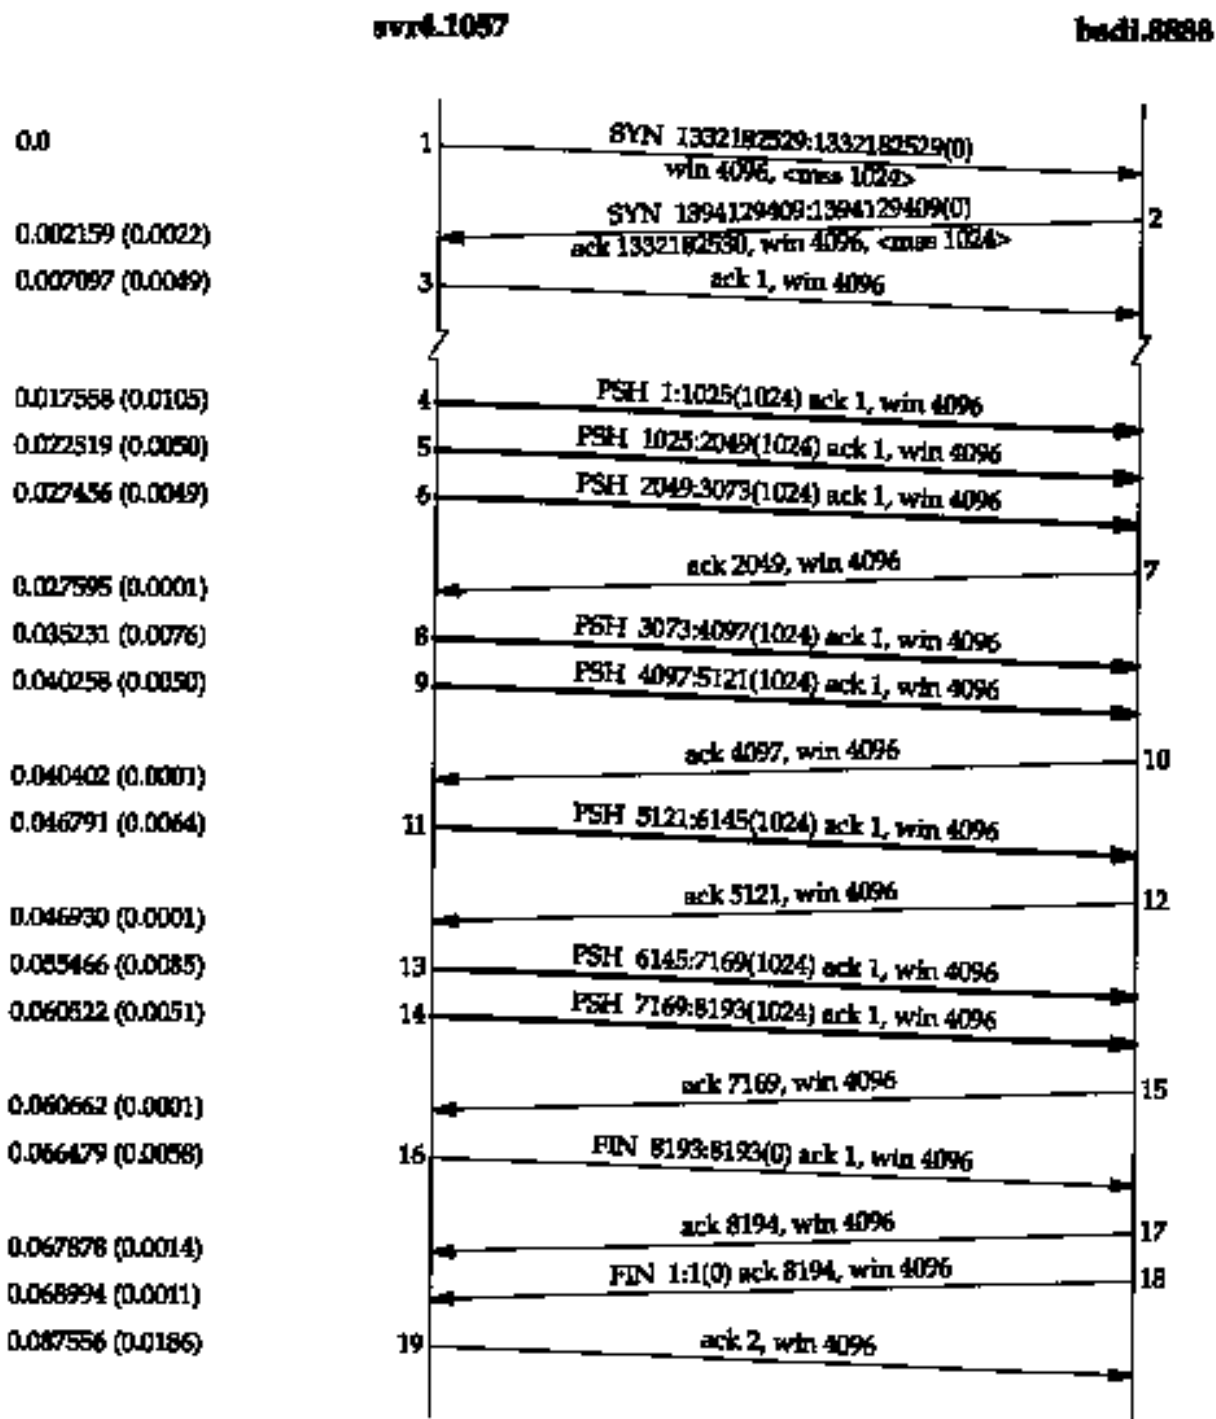 svr4.1057 bsdi.8888
0.0 1 SYN 1332182529:1332182529(0)
win 4096, <mss 1024>
SYN 1394129409:1394129409(0) 2
0.002159 (0.0022) ack 1332182530, win 4096, <mss 1024>
0.007097 (0.0049) 3 ack 1, win 4096
0.017558 (0.0105) 4 PSH 1:1025(1024) ack 1, win 4096
0.022519 (0.0050) 5 PSH 1025:2049(1024) ack 1, win 4096
0.027456 (0.0049) 6 PSH 2049:3073(1024) ack 1, win 4096
ack 2049, win 4096 7
0.027595 (0.0001)
0.035231 (0.0076) 8 PSH 3073:4097(1024) ack 1, win 4096
0.040258 (0.0050) 9 PSH 4097:5121(1024) ack 1, win 4096
ack 4097, win 4096 10
0.040402 (0.0001)
0.046791 (0.0064) 11 PSH 5121:6145(1024) ack 1, win 4096
ack 5121, win 4096 12
0.046930 (0.0001)
0.055466 (0.0085) 13 PSH 6145:7169(1024) ack 1, win 4096
0.060522 (0.0051) 14 PSH 7169:8193(1024) ack 1, win 4096
ack 7169, win 4096 15
0.060662 (0.0001)
0.066479 (0.0058) 16 FIN 8193:8193(0) ack 1, win 4096
ack 8194, win 4096 17
0.067878 (0.0014)
FIN 1:1(0) ack 8194, win 4096 18
0.068994 (0.0011)
0.087556 (0.0186) 19 ack 2, win 4096